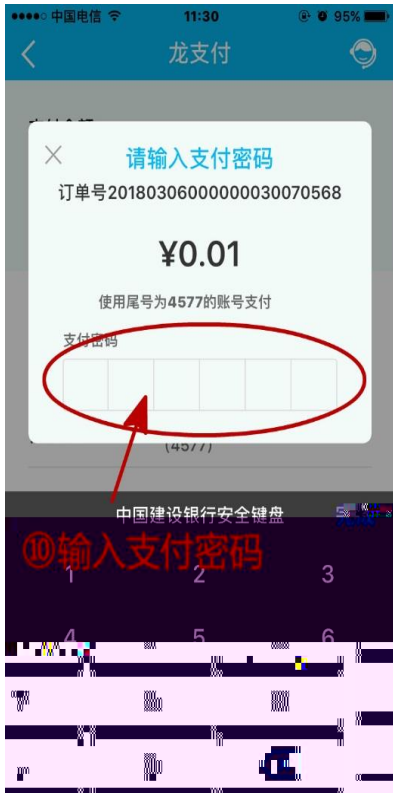 中国电信 11:30 95%
龙支付
请输入支付密码
订单号20180306000000030070568
¥0.01
使用尾号为4577的账号支付
支付密码
(4577)
中国建设银行安全键盘
⑩输入支付密码
1 2 3
4 5 6